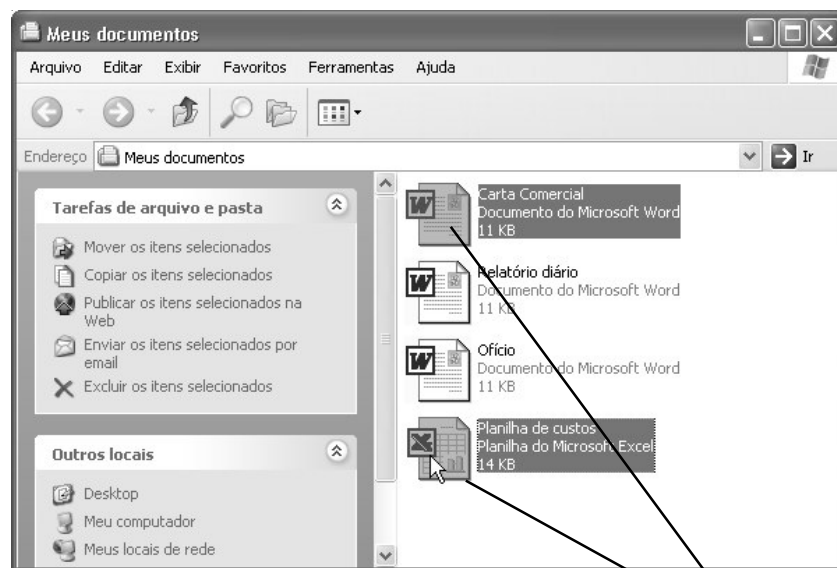 Meus documentos
Arquivo Editar Exibir Favoritos Ferramentas Ajuda
Endereço Meus documentos Ir
Tarefas de arquivo e pasta
Mover os itens selecionados
Copiar os itens selecionados
Publicar os itens selecionados na
Web
Enviar os itens selecionados por
email
Excluir os itens selecionados
Outros locais
Desktop
Meu computador
Meus locais de rede
Carta Comercial
Documento do Microsoft Word
11 KB
Relatório diário
Documento do Microsoft Word
11 KB
Ofício
Documento do Microsoft Word
11 KB
Planilha de custos
Planilha do Microsoft Excel
14 KB